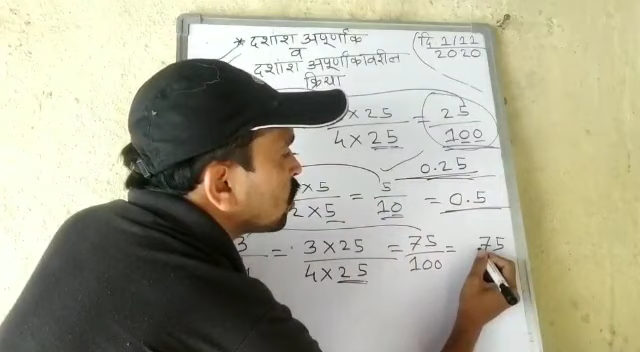 * दशांश अपूर्णांक
व
दशांश अपूर्णांकावरील
क्रिया
दि 1/11
2020
× 25 = 25
4 × 25 100
0.25
× 5 = 5 = 0.5
2 × 5 10
3 = 3 × 25 = 75 = .75
4 × 25 100